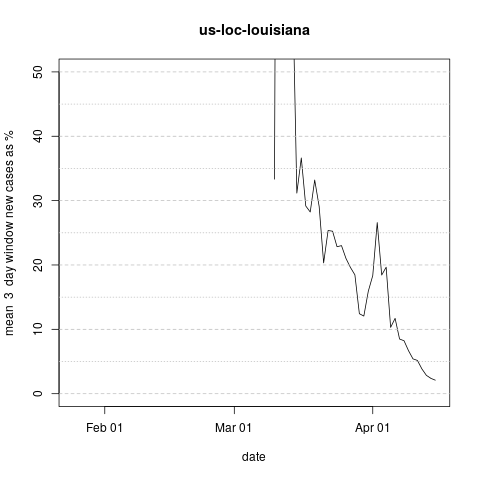 us-loc-louisiana
mean 3 day window new cases as %
50
40
30
20
10
0
Feb 01
Mar 01
Apr 01
date